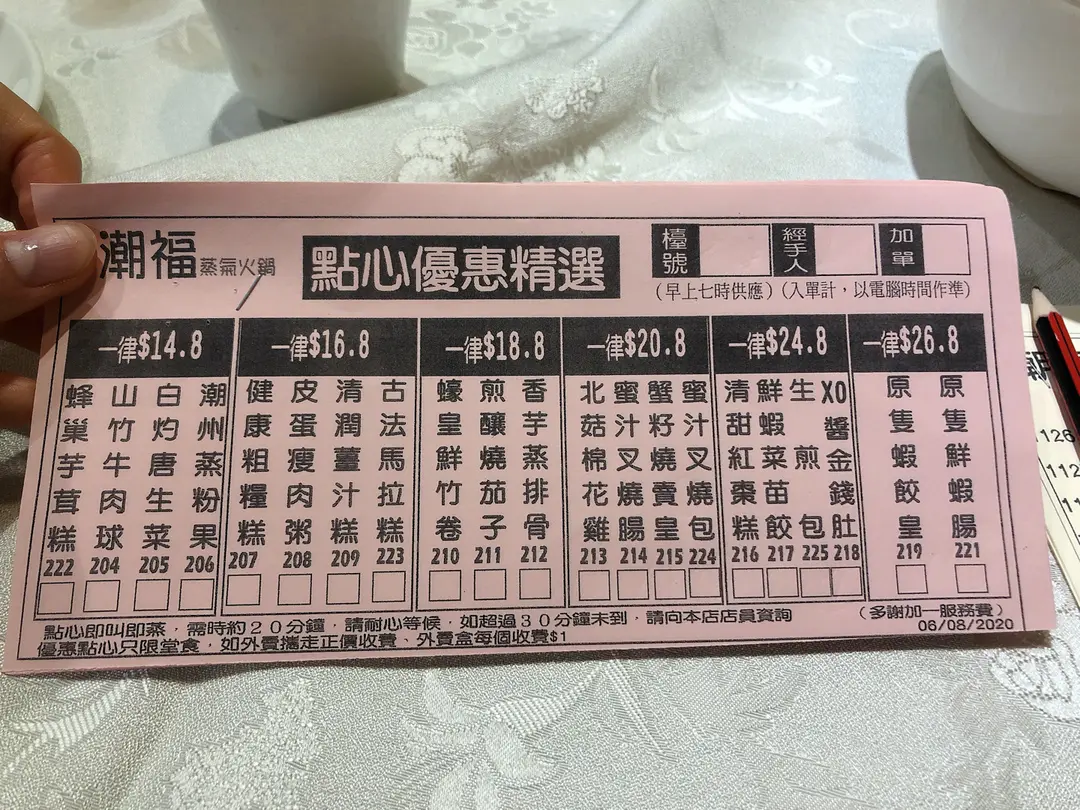 潮福蒸氣火鍋
點心優惠精選
檯號
經手人
加單
(早上七時供應)(入單計，以電腦時間作準)
一律$14.8
蜂巢芋茸糕 222
山竹牛肉球 204
白灼唐生菜 205
潮州蒸粉果 206
一律$16.8
健康粗糧糕 207
皮蛋瘦肉粥 208
清潤薑汁糕 209
古法馬拉糕 223
一律$18.8
蠔皇鮮竹卷 210
煎釀燒茄子 211
香芋蒸排骨 212
一律$20.8
北菇棉花雞 213
蜜汁叉燒腸 214
蟹籽燒賣皇 215
蜜汁叉燒包 224
一律$24.8
清甜紅棗糕 216
鮮蝦菜苗餃 217
生煎包 225
XO醬金錢肚 218
一律$26.8
原隻蝦餃皇 219
原隻鮮蝦腸 221
點心即叫即蒸，需時約20分鐘，請耐心等候，如超過30分鐘未到，請向本店店員資詢
(多謝加一服務費)
優惠點心只限堂食，如外賣攜走正價收費、外賣盒每個收費$1
06/08/2020
126
112